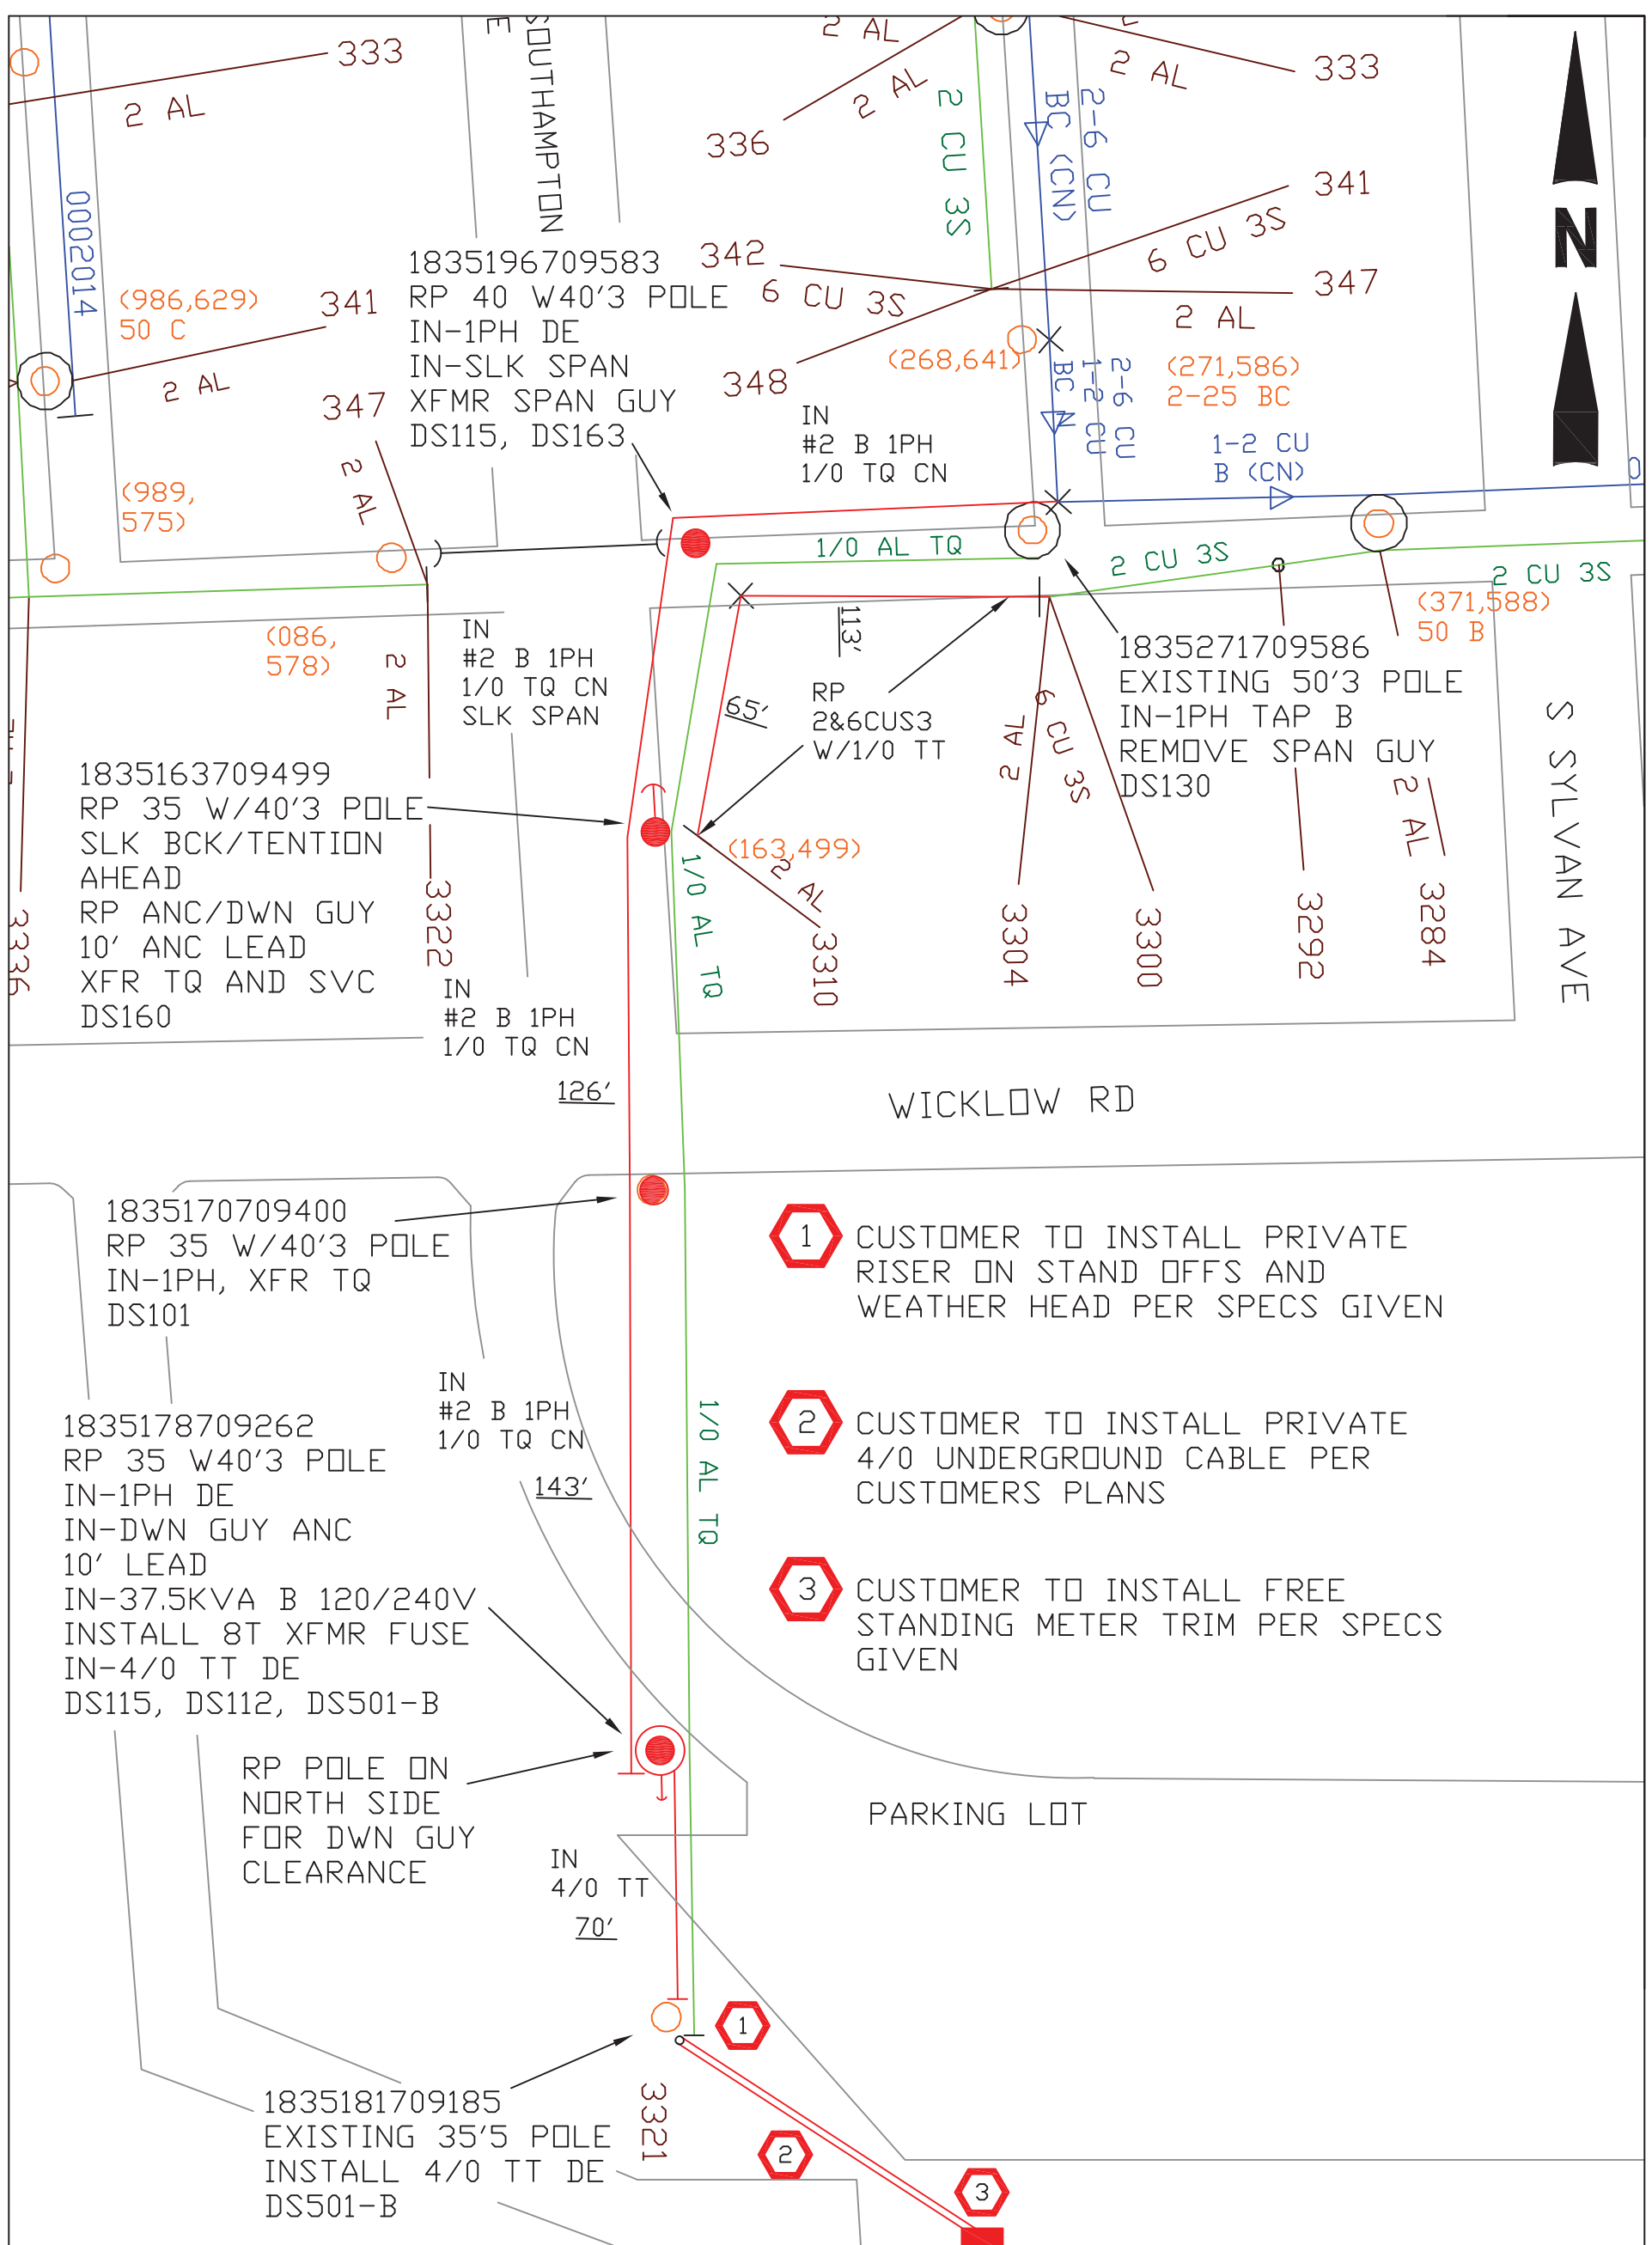 333
2 AL
0002014
(986,629)
50 C
341
2 AL
347
2 AL
(989,
575)
(086,
578)
2 AL
3336
3322
E
SOUTHAMPTON
2 AL
2 AL
336
2 CU 3S
2 AL
333
2-6 CU
BC (CN)
341
6 CU 3S
342
6 CU 3S
347
2 AL
348
(268,641)
2-6 CU
1-2 CU
BC N
(271,586)
2-25 BC
1-2 CU
B (CN)
N
1835196709583
RP 40 W40'3 POLE
IN-1PH DE
IN-SLK SPAN
XFMR SPAN GUY
DS115, DS163
IN
#2 B 1PH
1/0 TQ CN
1/0 AL TQ
2 CU 3S
2 CU 3S
(371,588)
50 B
113'
65'
IN
#2 B 1PH
1/0 TQ CN
SLK SPAN
RP
2&6CUS3
W/1/0 TT
1835271709586
EXISTING 50'3 POLE
IN-1PH TAP B
REMOVE SPAN GUY
DS130
2 AL
6 CU 3S
2 AL
S SYLVAN AVE
1835163709499
RP 35 W/40'3 POLE
SLK BCK/TENTION
AHEAD
RP ANC/DWN GUY
10' ANC LEAD
XFR TQ AND SVC
DS160
(163,499)
2 AL
1/0 AL TQ
3310
3304
3300
3292
3284
IN
#2 B 1PH
1/0 TQ CN
126'
WICKLOW RD
1835170709400
RP 35 W/40'3 POLE
IN-1PH, XFR TQ
DS101
1
CUSTOMER TO INSTALL PRIVATE
RISER ON STAND OFFS AND
WEATHER HEAD PER SPECS GIVEN
IN
#2 B 1PH
1/0 TQ CN
143'
1/0 AL TQ
2
CUSTOMER TO INSTALL PRIVATE
4/0 UNDERGROUND CABLE PER
CUSTOMERS PLANS
1835178709262
RP 35 W40'3 POLE
IN-1PH DE
IN-DWN GUY ANC
10' LEAD
IN-37.5KVA B 120/240V
INSTALL 8T XFMR FUSE
IN-4/0 TT DE
DS115, DS112, DS501-B
3
CUSTOMER TO INSTALL FREE
STANDING METER TRIM PER SPECS
GIVEN
RP POLE ON
NORTH SIDE
FOR DWN GUY
CLEARANCE
PARKING LOT
IN
4/0 TT
70'
1
1835181709185
EXISTING 35'5 POLE
INSTALL 4/0 TT DE
DS501-B
3321
2
3